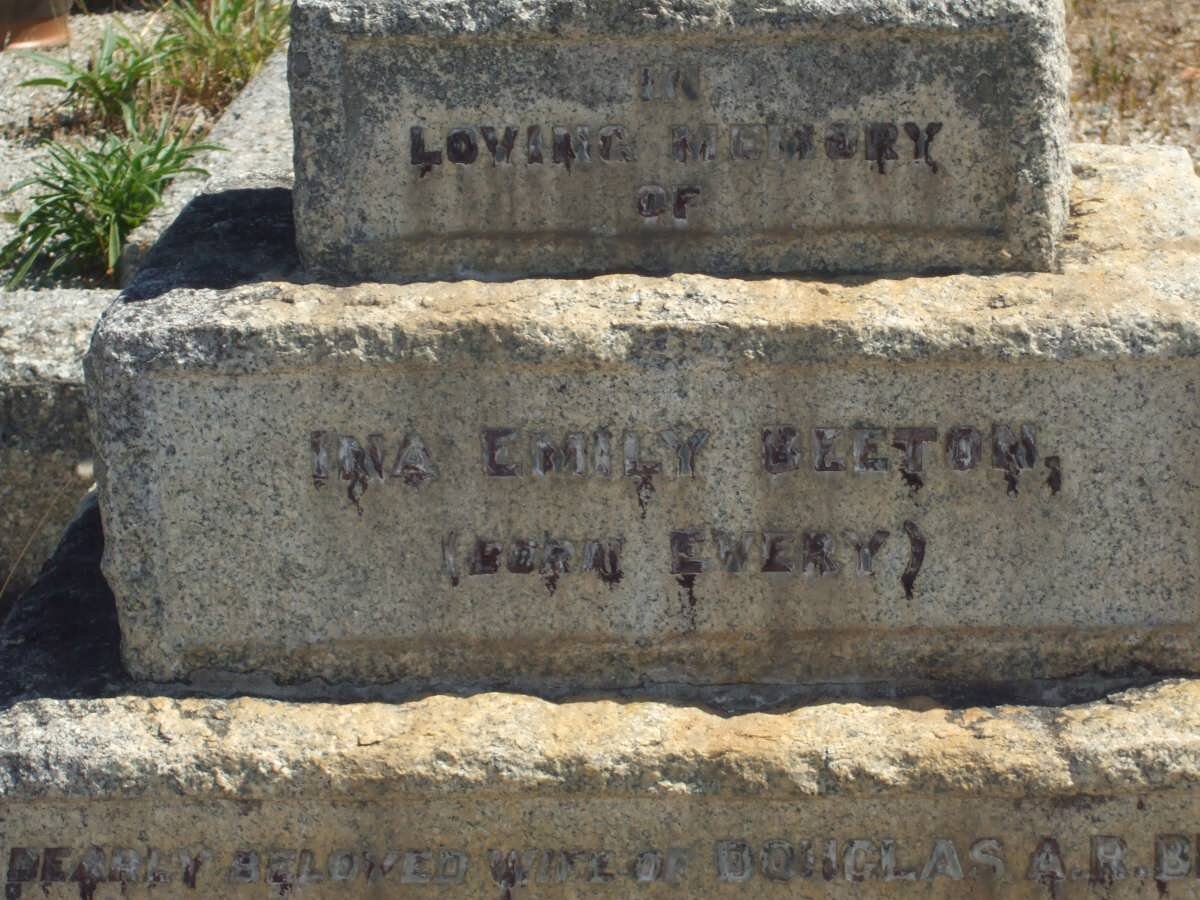 IN
LOVING MEMORY
OF
INA EMILY BEETON,
(BORN EVERY)
DEARLY BELOVED WIFE OF DOUGLAS A.R.B